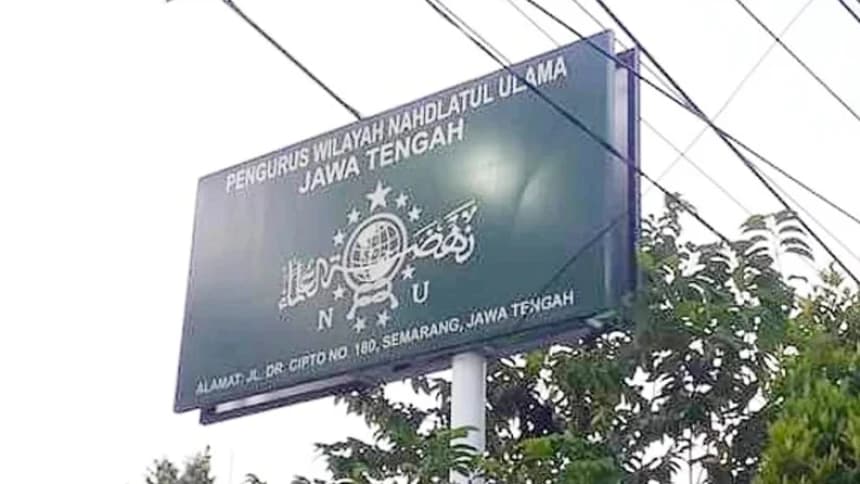 PENGURUS WILAYAH NAHDLATUL ULAMA
JAWA TENGAH
نهضة العلماء
N U
ALAMAT: JL. DR. CIPTO NO. 180, SEMARANG, JAWA TENGAH